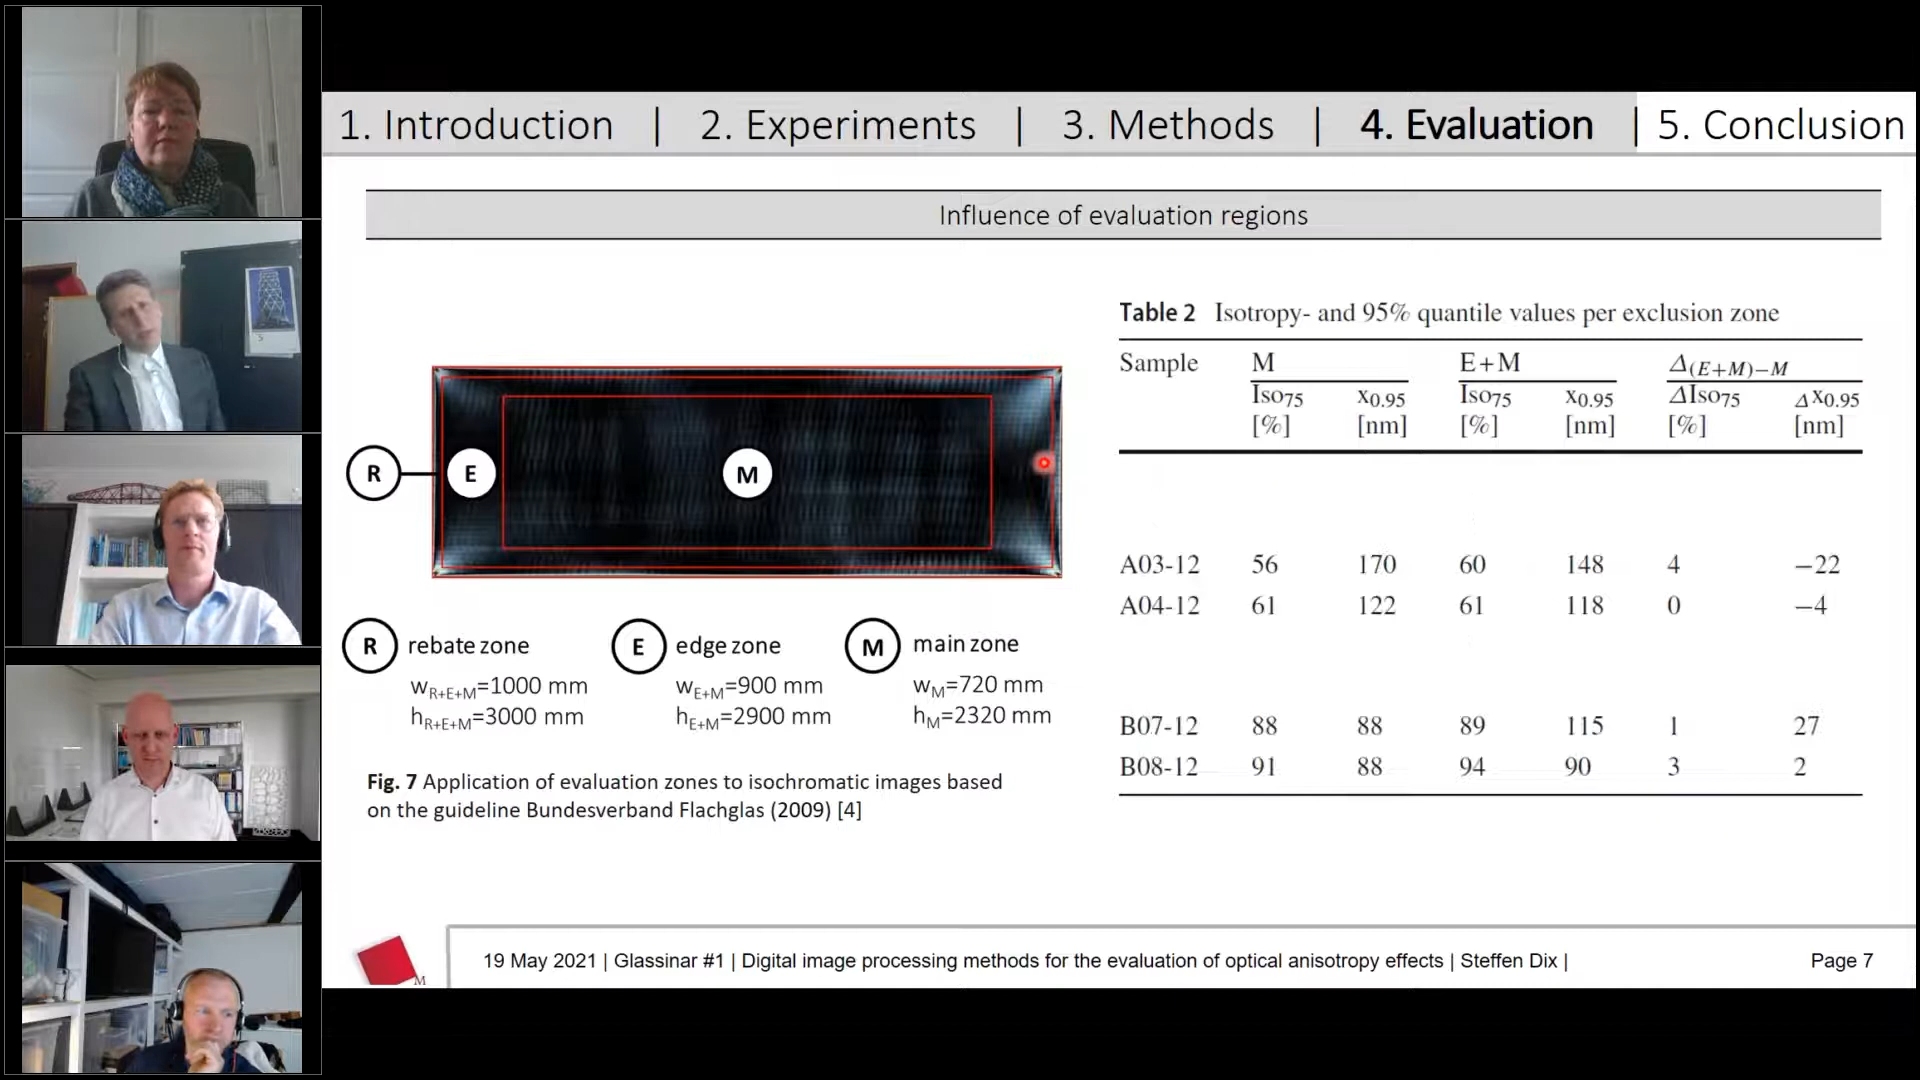 1. Introduction | 2. Experiments | 3. Methods | 4. Evaluation | 5. Conclusion
Influence of evaluation regions
R
E
M
R rebate zone
wR+E+M=1000 mm
hR+E+M=3000 mm
E edge zone
wE+M=900 mm
hE+M=2900 mm
M main zone
wM=720 mm
hM=2320 mm
Fig. 7 Application of evaluation zones to isochromatic images based
on the guideline Bundesverband Flachglas (2009) [4]
Table 2 Isotropy- and 95% quantile values per exclusion zone
Sample M E+M Δ(E+M)−M
Iso75 x0.95 Iso75 x0.95 ΔIso75 Δx0.95
[%] [nm] [%] [nm] [%] [nm]
A03-12 56 170 60 148 4 −22
A04-12 61 122 61 118 0 −4
B07-12 88 88 89 115 1 27
B08-12 91 88 94 90 3 2
M
19 May 2021 | Glassinar #1 | Digital image processing methods for the evaluation of optical anisotropy effects | Steffen Dix |
Page 7